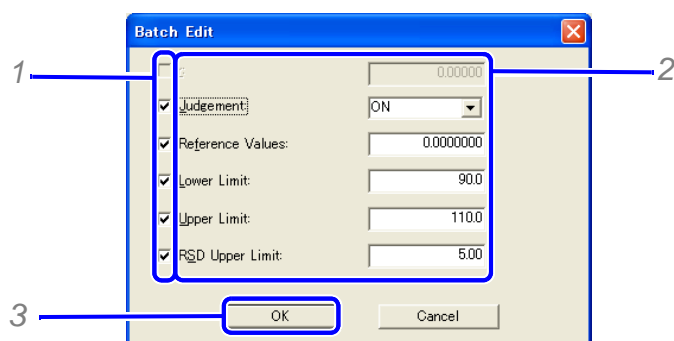 Batch Edit
1
0.00000
2
Judgement:
ON
Reference Values:
0.0000000
Lower Limit:
90.0
Upper Limit:
110.0
RSD Upper Limit:
5.00
3
OK
Cancel